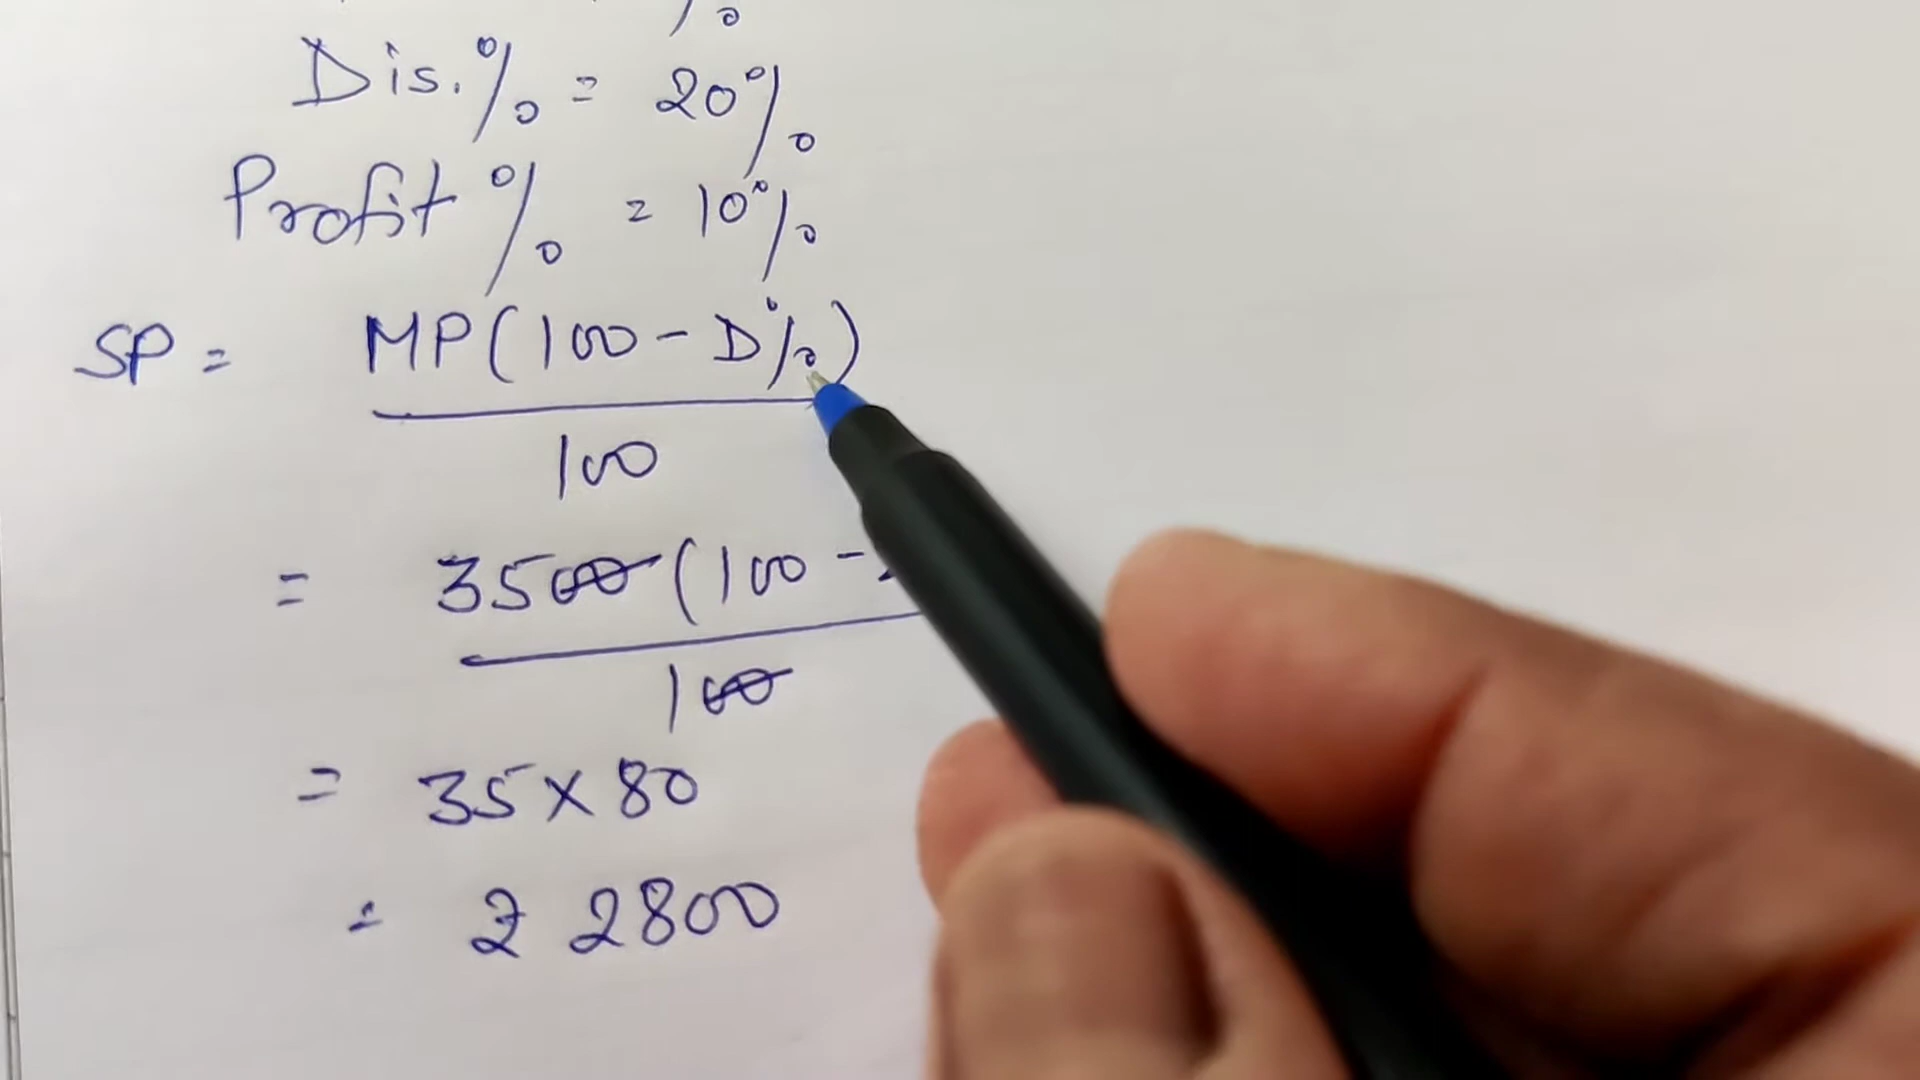 %
Dis.% = 20%
Profit % = 10%
SP = MP(100 - D%)
100
= 3500 (100 -
100
= 35 x 80
= ₹ 2800